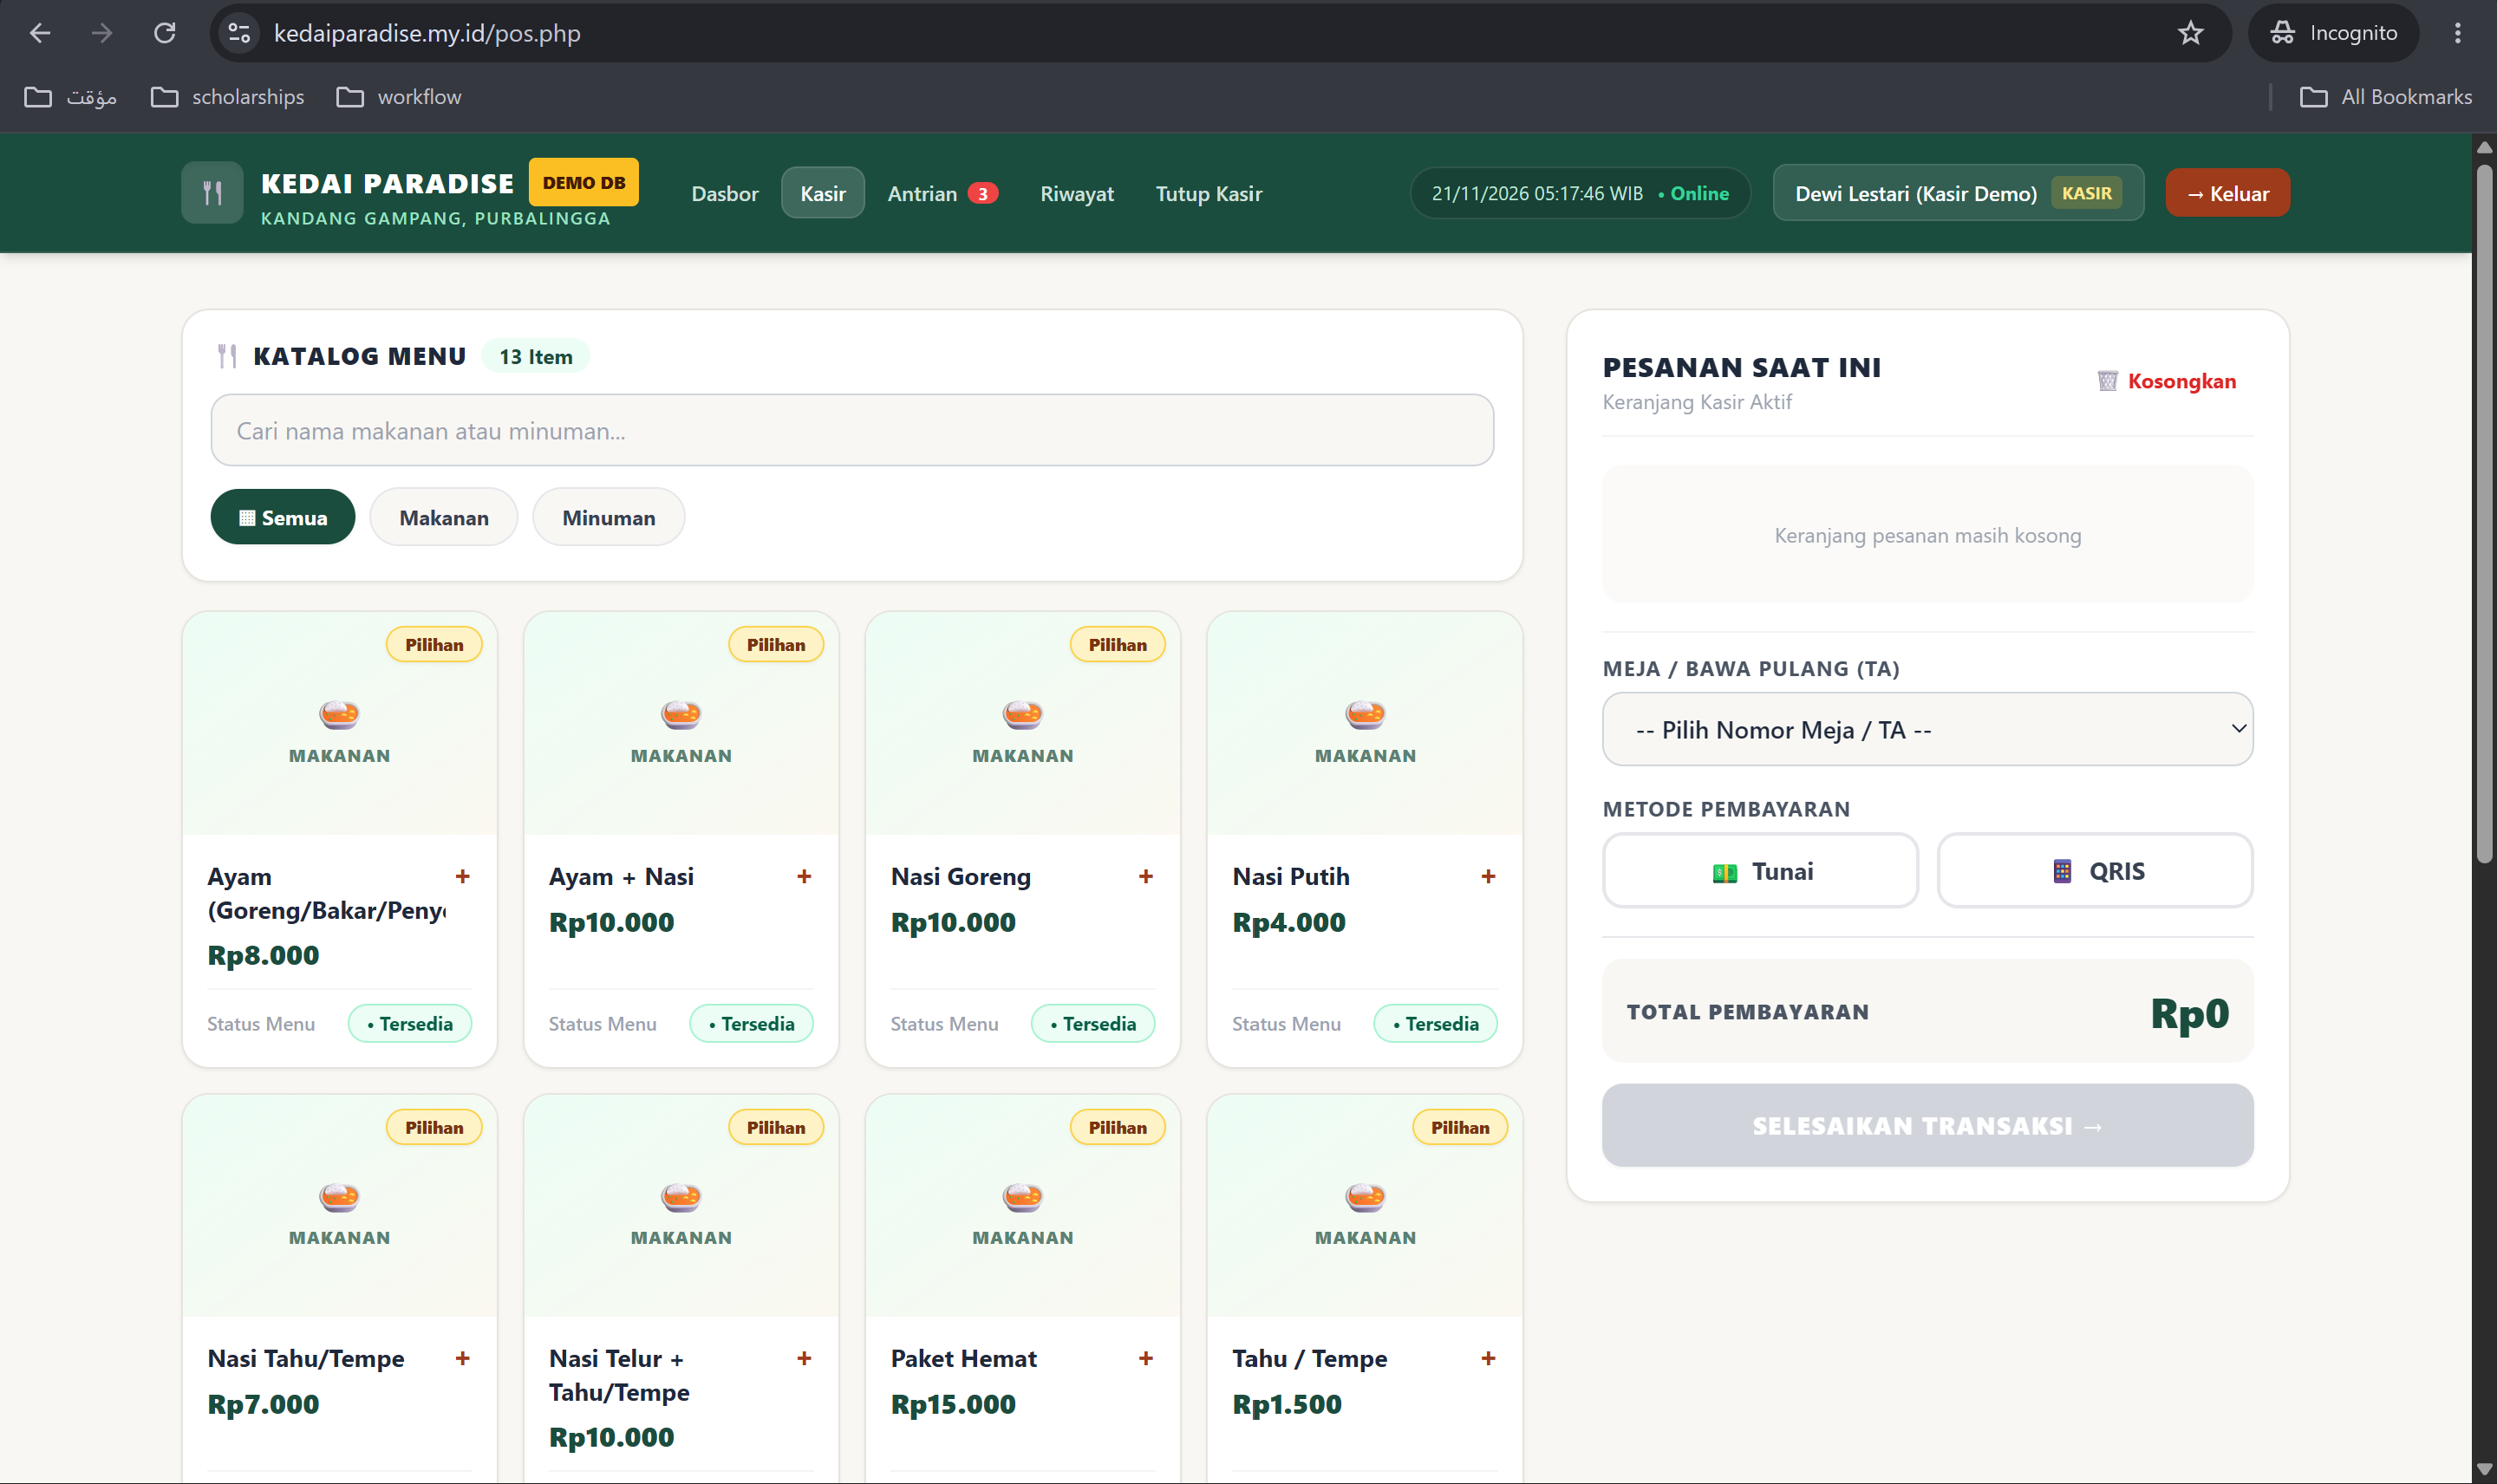 kedaiparadise.my.id/pos.php
Incognito
مؤقت
scholarships
workflow
All Bookmarks
KEDAI PARADISE
DEMO DB
KANDANG GAMPANG, PURBALINGGA
Dasbor
Kasir
Antrian 3
Riwayat
Tutup Kasir
21/11/2026 05:17:46 WIB • Online
Dewi Lestari (Kasir Demo) KASIR
→ Keluar
KATALOG MENU
13 Item
Cari nama makanan atau minuman...
Semua
Makanan
Minuman
Pilihan
MAKANAN
Ayam +
(Goreng/Bakar/Penye
Rp8.000
Status Menu • Tersedia
Pilihan
MAKANAN
Ayam + Nasi +
Rp10.000
Status Menu • Tersedia
Pilihan
MAKANAN
Nasi Goreng +
Rp10.000
Status Menu • Tersedia
MAKANAN
Nasi Putih +
Rp4.000
Status Menu • Tersedia
Pilihan
MAKANAN
Nasi Tahu/Tempe +
Rp7.000
Pilihan
MAKANAN
Nasi Telur + +
Tahu/Tempe
Rp10.000
Pilihan
MAKANAN
Paket Hemat +
Rp15.000
Pilihan
MAKANAN
Tahu / Tempe +
Rp1.500
PESANAN SAAT INI
Keranjang Kasir Aktif
Kosongkan
Keranjang pesanan masih kosong
MEJA / BAWA PULANG (TA)
-- Pilih Nomor Meja / TA --
METODE PEMBAYARAN
Tunai
QRIS
TOTAL PEMBAYARAN
Rp0
SELESAIKAN TRANSAKSI →